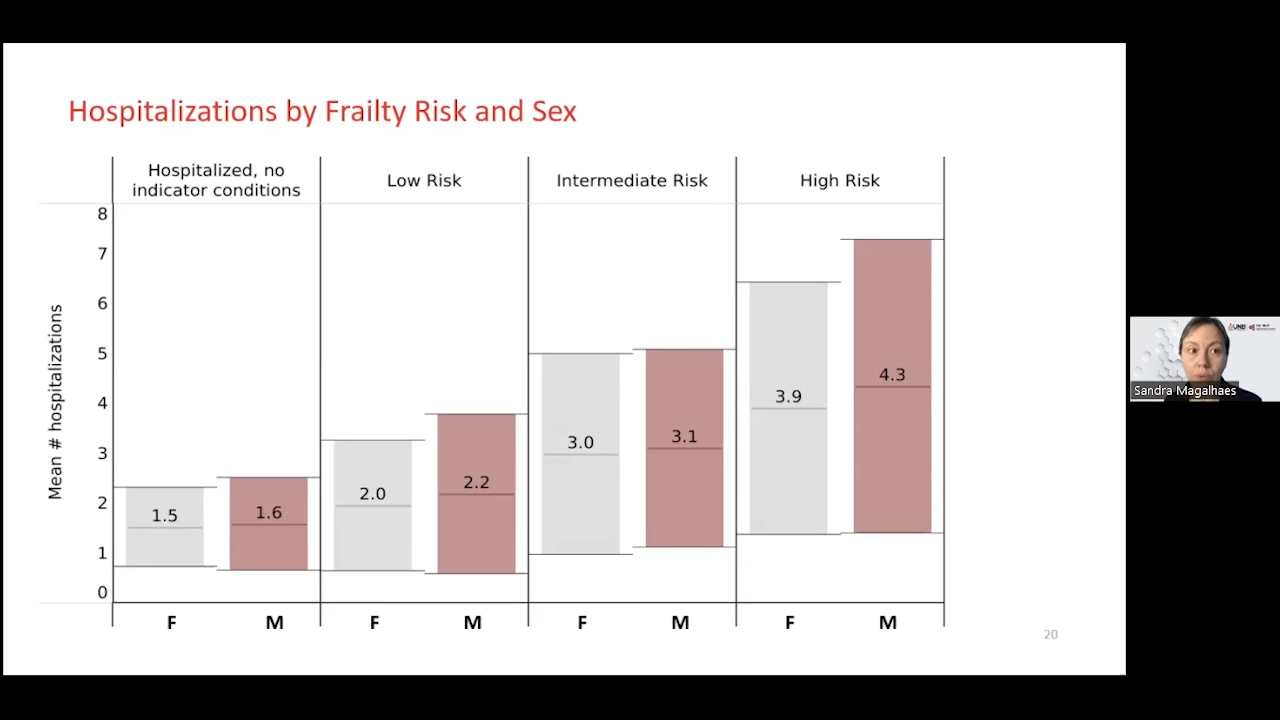 Hospitalizations by Frailty Risk and Sex
Hospitalized, no
indicator conditions
Low Risk
Intermediate Risk
High Risk
Mean # hospitalizations
8
7
6
5
4
3
2
1
0
1.5
1.6
2.0
2.2
3.0
3.1
3.9
4.3
F
M
F
M
F
M
F
M
20
UNB
Sandra Magalhaes